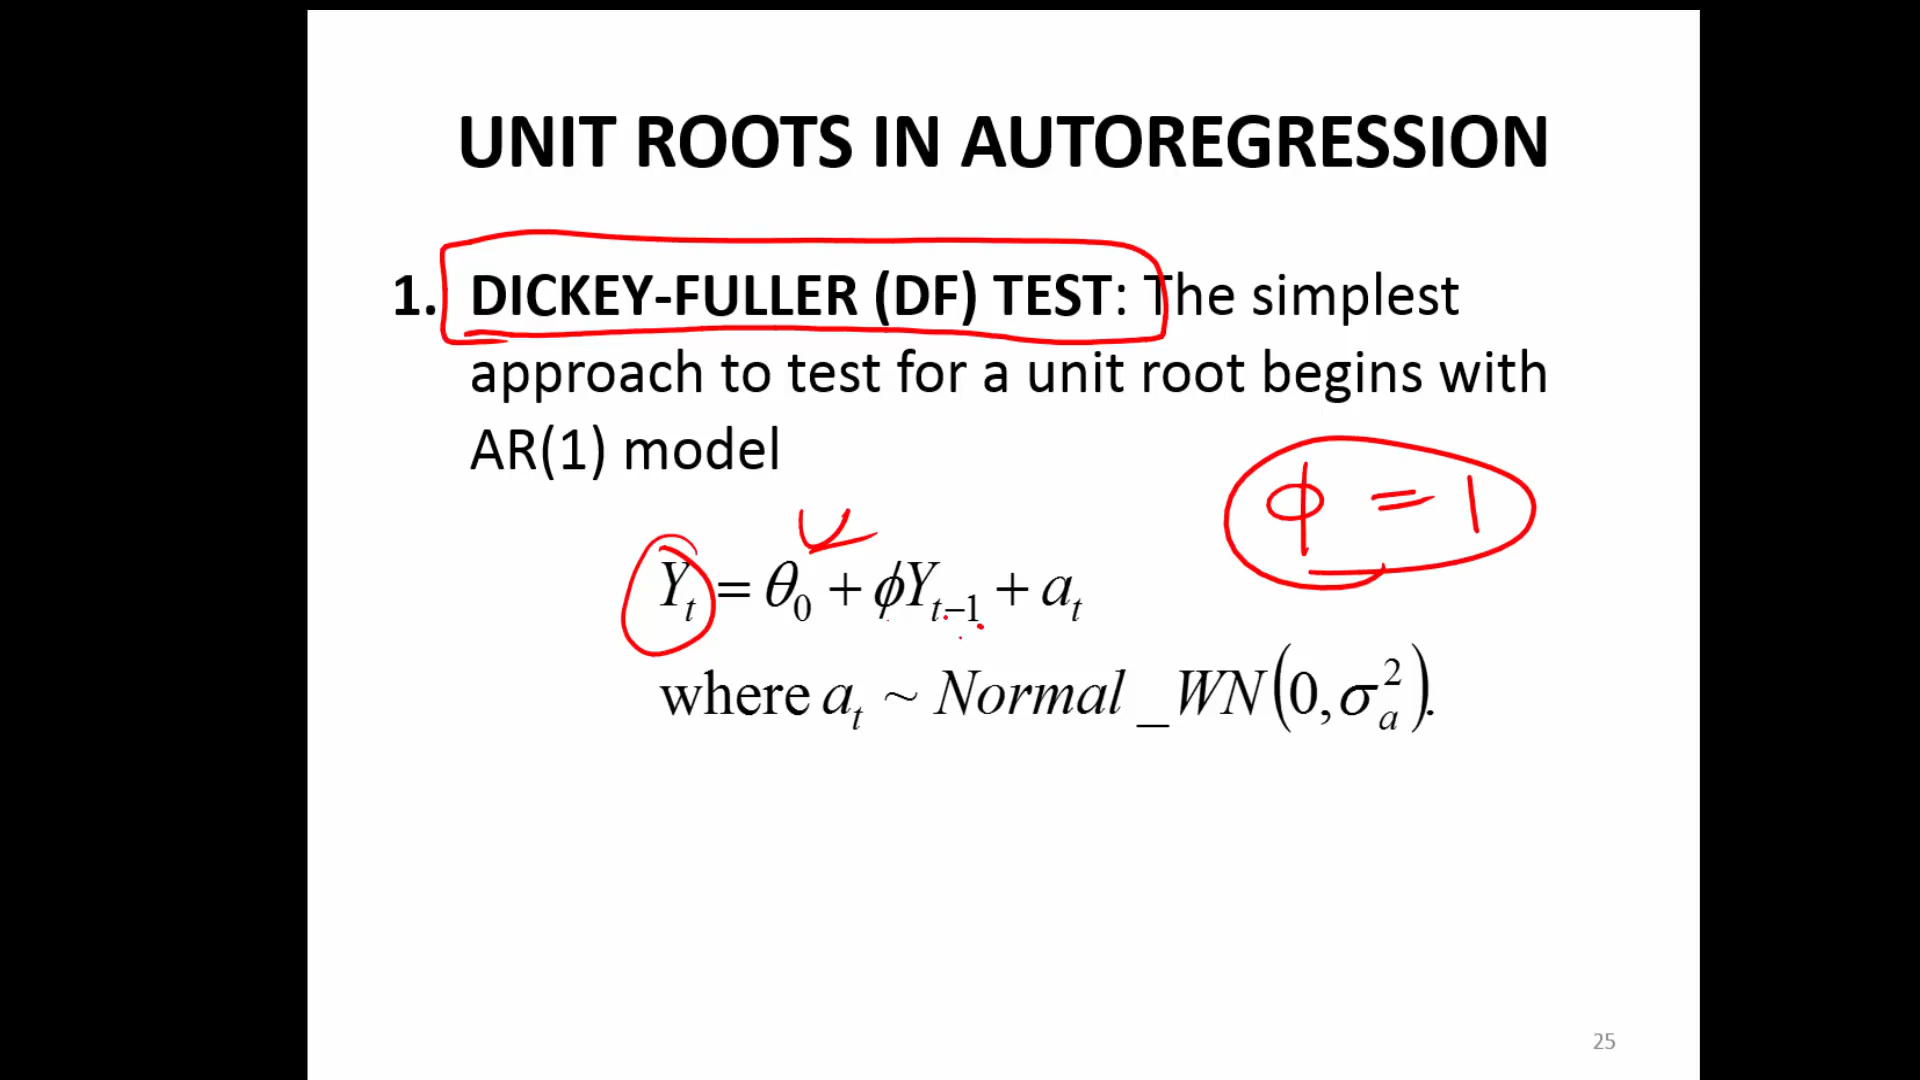 UNIT ROOTS IN AUTOREGRESSION
1. DICKEY-FULLER (DF) TEST: The simplest
approach to test for a unit root begins with
AR(1) model
ϕ = 1
Yₜ = θ₀ + ϕYₜ₋₁ + aₜ
where aₜ ~ Normal _ WN(0, σₐ²).
25